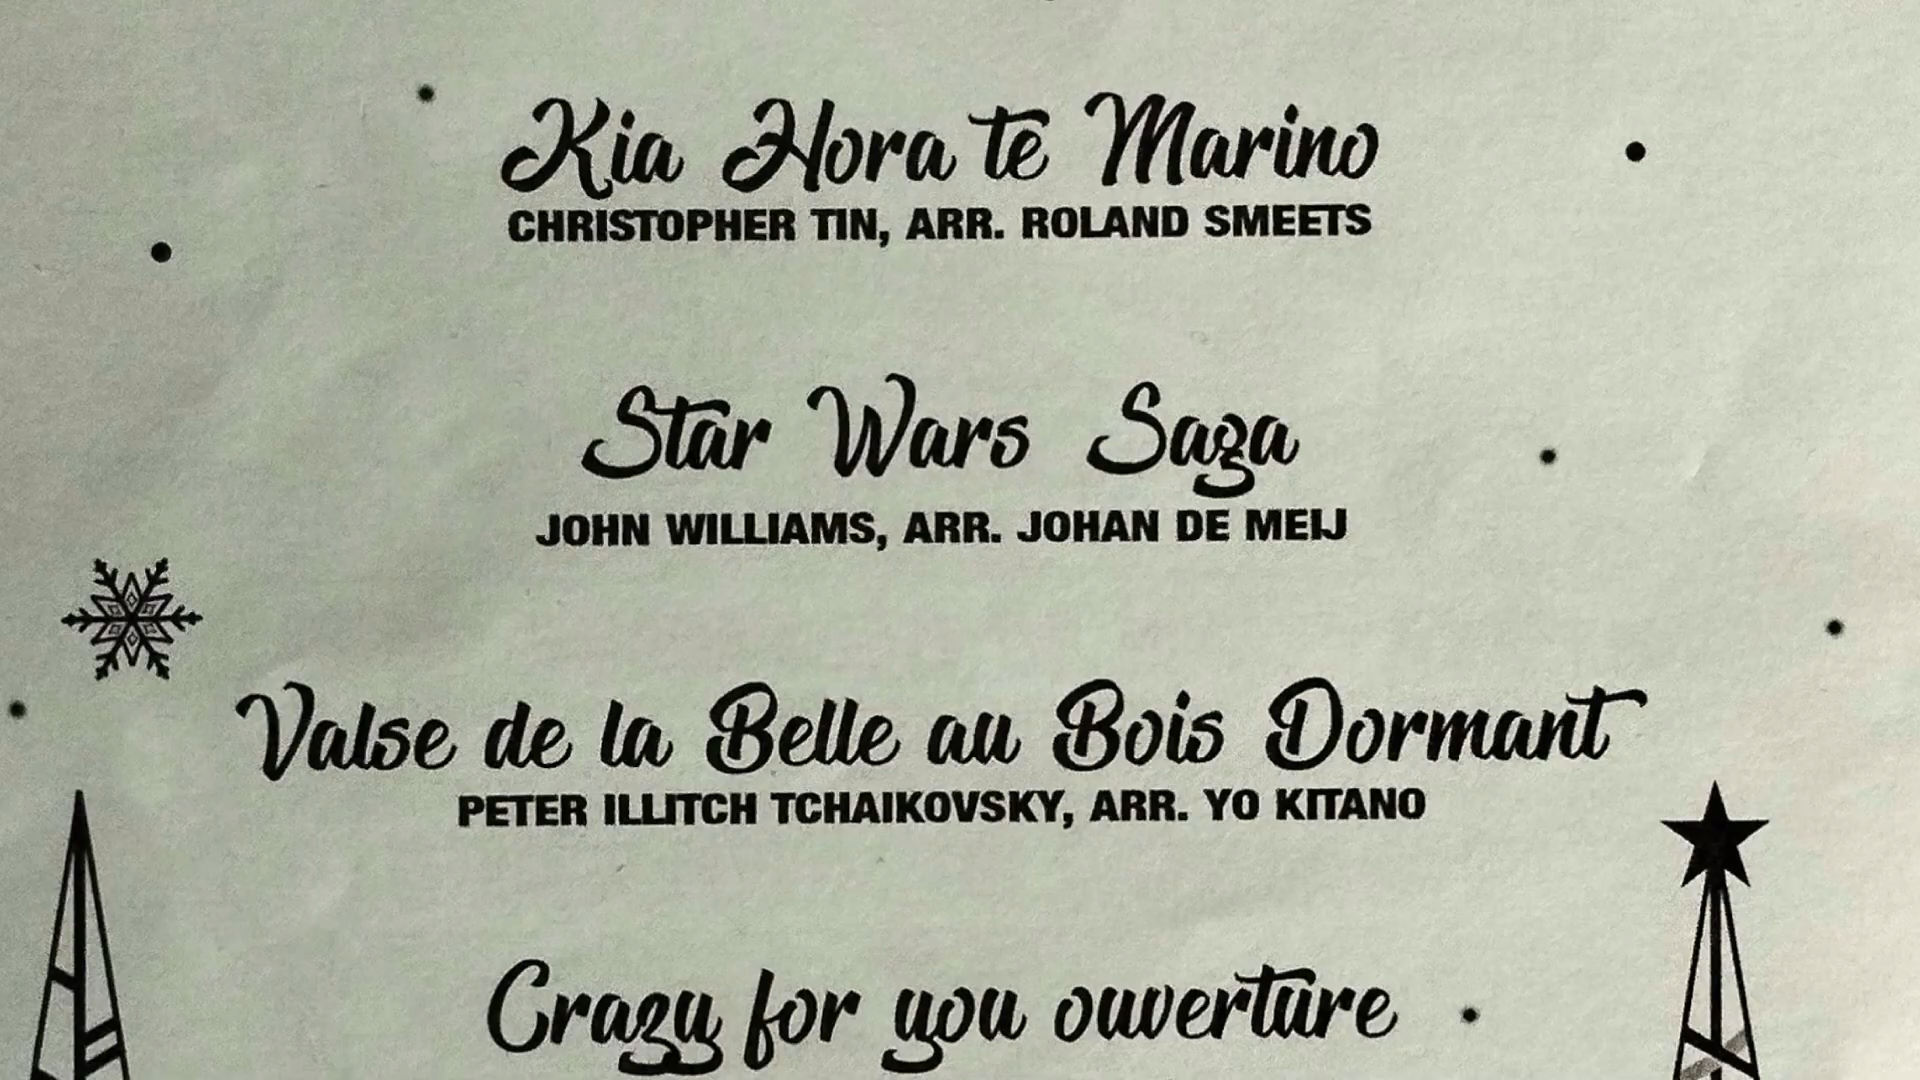 Kia Hora te Marino
CHRISTOPHER TIN, ARR. ROLAND SMEETS
Star Wars Saga
JOHN WILLIAMS, ARR. JOHAN DE MEIJ
Valse de la Belle au Bois Dormant
PETER ILLITCH TCHAIKOVSKY, ARR. YO KITANO
Crazy for you ouverture